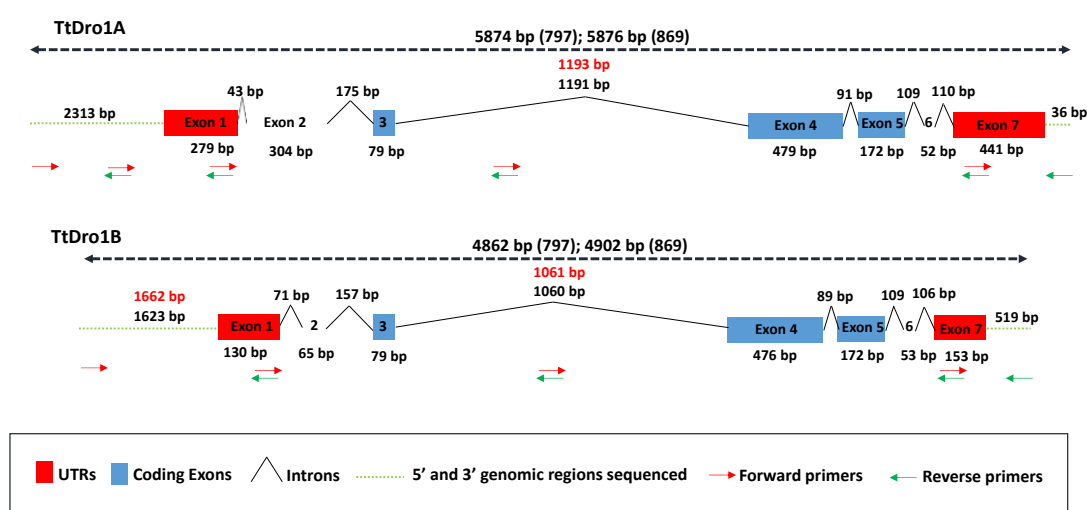 TtDro1A
5874 bp (797); 5876 bp (869)
1193 bp
1191 bp
43 bp
175 bp
91 bp
109
110 bp
2313 bp
36 bp
Exon 1
Exon 2
3
Exon 4
Exon 5
6
Exon 7
279 bp
304 bp
79 bp
479 bp
172 bp
52 bp
441 bp
TtDro1B
4862 bp (797); 4902 bp (869)
1061 bp
1060 bp
1662 bp
1623 bp
71 bp
157 bp
89 bp
109
106 bp
519 bp
Exon 1
2
3
Exon 4
Exon 5
6
Exon 7
130 bp
65 bp
79 bp
476 bp
172 bp
53 bp
153 bp
UTRs
Coding Exons
Introns
5’ and 3’ genomic regions sequenced
Forward primers
Reverse primers